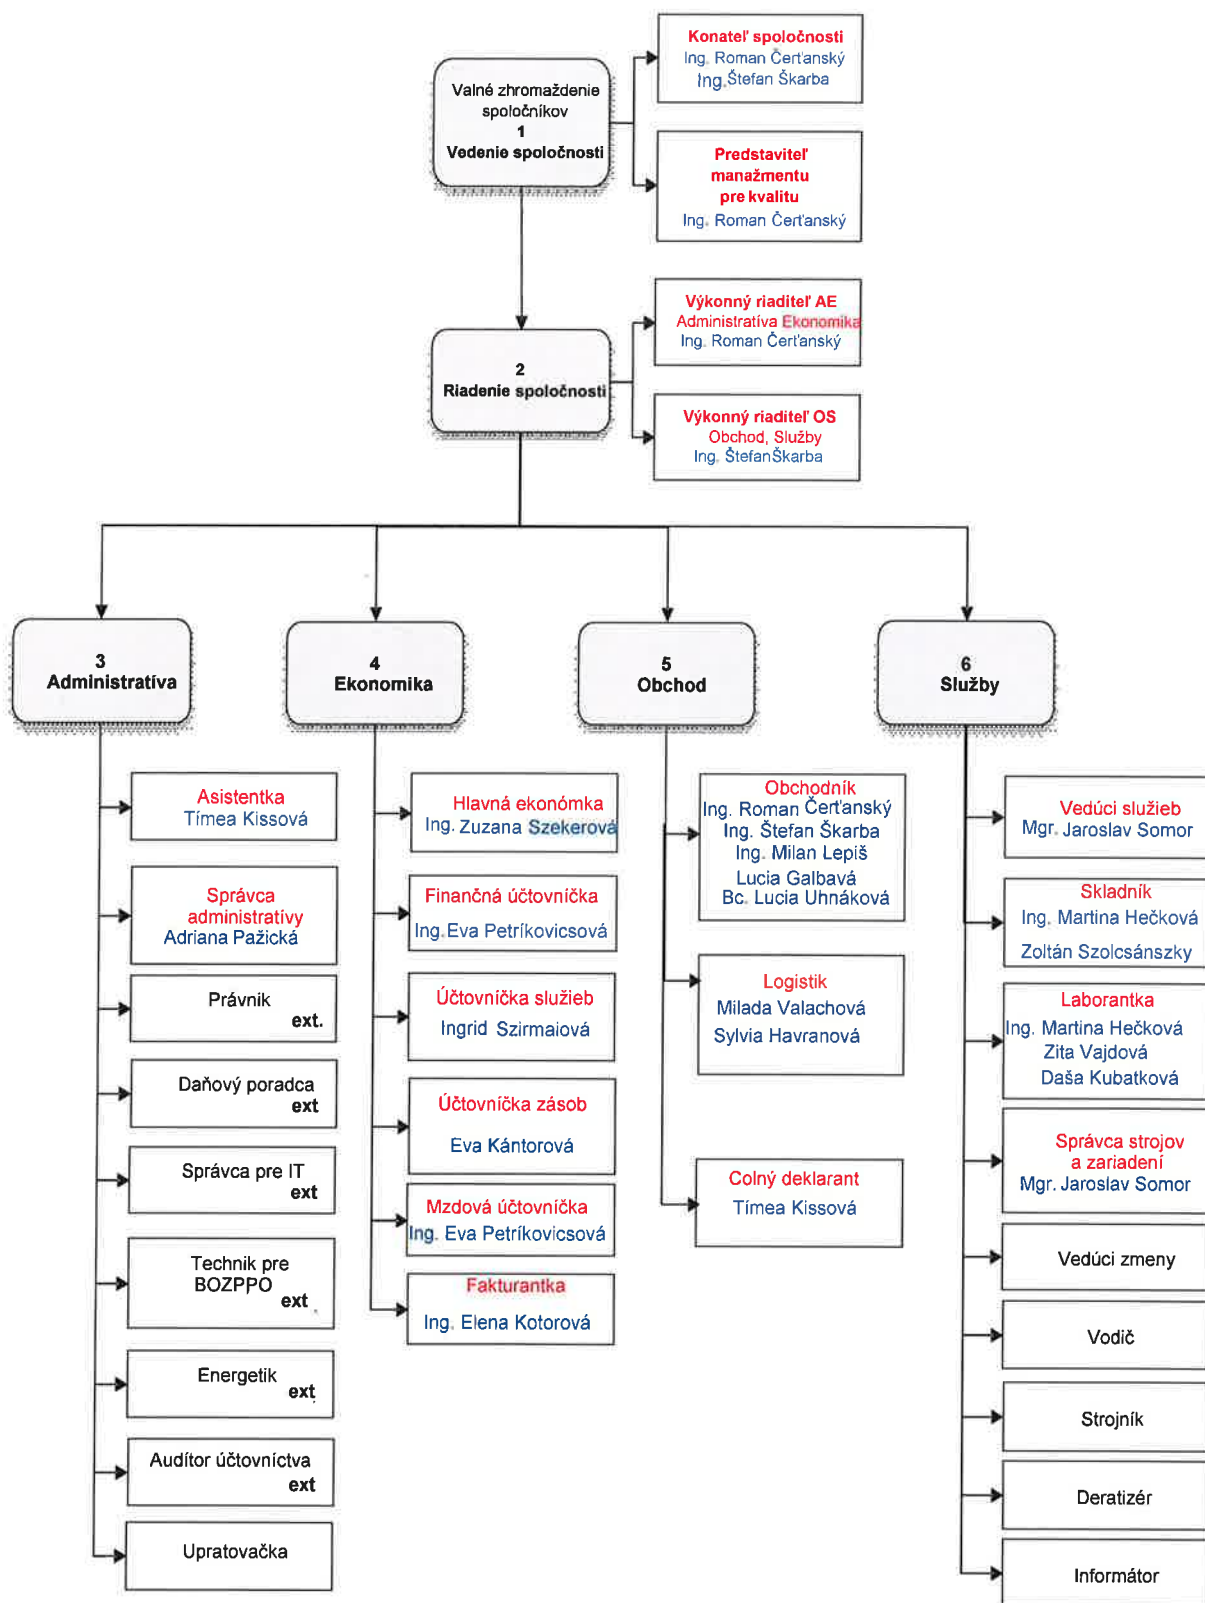 Konateľ spoločnosti
Ing. Roman Čerťanský
Ing. Štefan Škarba
Valné zhromaždenie
spoločníkov
1
Vedenie spoločnosti
Predstaviteľ
manažmentu
pre kvalitu
Ing. Roman Čerťanský
Výkonný riaditeľ AE
Administratíva Ekonomika
Ing. Roman Čerťanský
2
Riadenie spoločnosti
Výkonný riaditeľ OS
Obchod, Služby
Ing. Štefan Škarba
3
Administratíva
Asistentka
Tímea Kissová
Správca
administratívy
Adriana Pažická
Právnik
ext.
Daňový poradca
ext
Správca pre IT
ext
Technik pre
BOZPPO
ext
Energetik
ext
Audítor účtovníctva
ext
Upratovačka
4
Ekonomika
Hlavná ekonómka
Ing. Zuzana Szekerová
Finančná účtovníčka
Ing. Eva Petríkovicsová
Účtovníčka služieb
Ingrid Szirmaiová
Účtovníčka zásob
Eva Kántorová
Mzdová účtovníčka
Ing. Eva Petríkovicsová
Fakturantka
Ing. Elena Kotorová
5
Obchod
Obchodník
Ing. Roman Čerťanský
Ing. Štefan Škarba
Ing. Milan Lepiš
Lucia Galbavá
Bc. Lucia Uhnáková
Logistik
Milada Valachová
Sylvia Havranová
Colný deklarant
Tímea Kissová
6
Služby
Vedúci služieb
Mgr. Jaroslav Somor
Skladník
Ing. Martina Hečková
Zoltán Szolcsánszky
Laborantka
Ing. Martina Hečková
Zita Vajdová
Daša Kubatková
Správca strojov
a zariadení
Mgr. Jaroslav Somor
Vedúci zmeny
Vodič
Strojník
Deratizér
Informátor